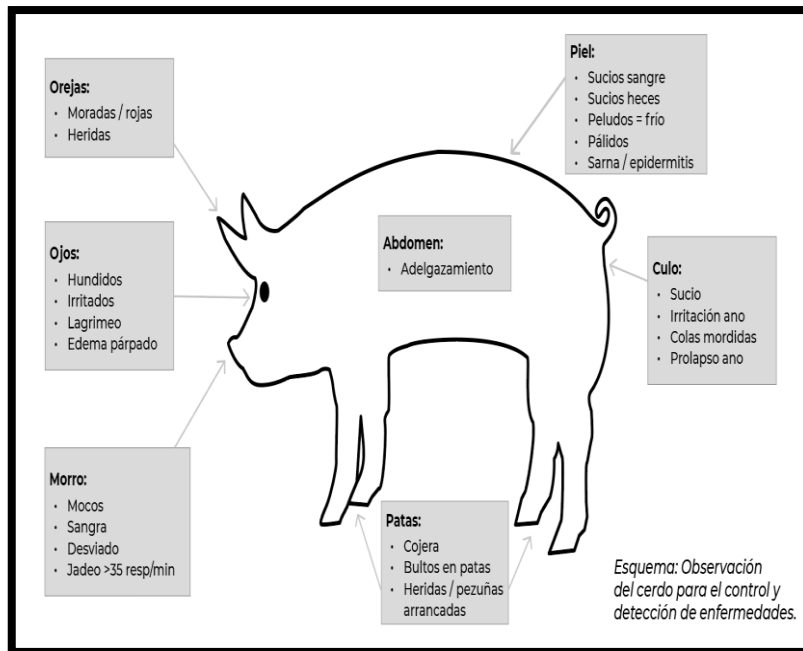 Piel:
• Sucios sangre
• Sucios heces
• Peludos = frío
• Pálidos
• Sarna / epidermitis
Orejas:
• Moradas / rojas
• Heridas
Ojos:
• Hundidos
• Irritados
• Lagrimeo
• Edema párpado
Abdomen:
• Adelgazamiento
Culo:
• Sucio
• Irritación ano
• Colas mordidas
• Prolapso ano
Morro:
• Mocos
• Sangra
• Desviado
• Jadeo >35 resp/min
Patas:
• Cojera
• Bultos en patas
• Heridas / pezuñas
arrancadas
Esquema: Observación
del cerdo para el control y
detección de enfermedades.